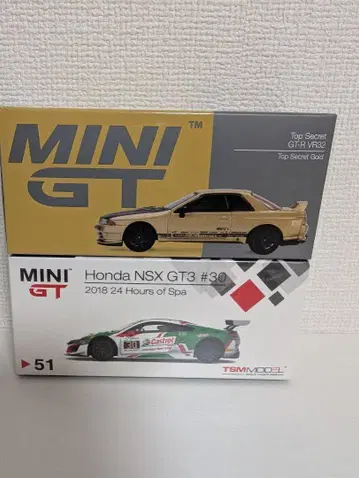 MINI GT
TM
Top Secret
GT-R VR32
Top Secret Gold
MINI GT
Honda NSX GT3 #30
2018 24 Hours of Spa
51
30
Castrol
TSMMODEL